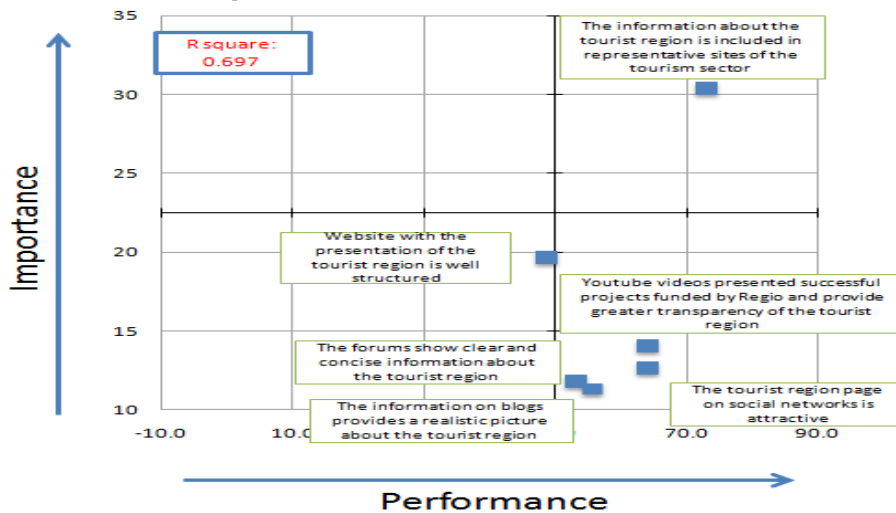 35
R square:
0.697
The information about the
tourist region is included in
representative sites of the
tourism sector
30
25
Importance
Website with the
presentation of the
tourist region is well
structured
20
Youtube videos presented successful
projects funded by Regio and provide
greater transparency of the tourist
region
15
The forums show clear and
concise information about
the tourist region
The tourist region page
on social networks is
attractive
The information on blogs
provides a realistic picture
about the tourist region
10
-10.0
10.0
70.0
90.0
Performance